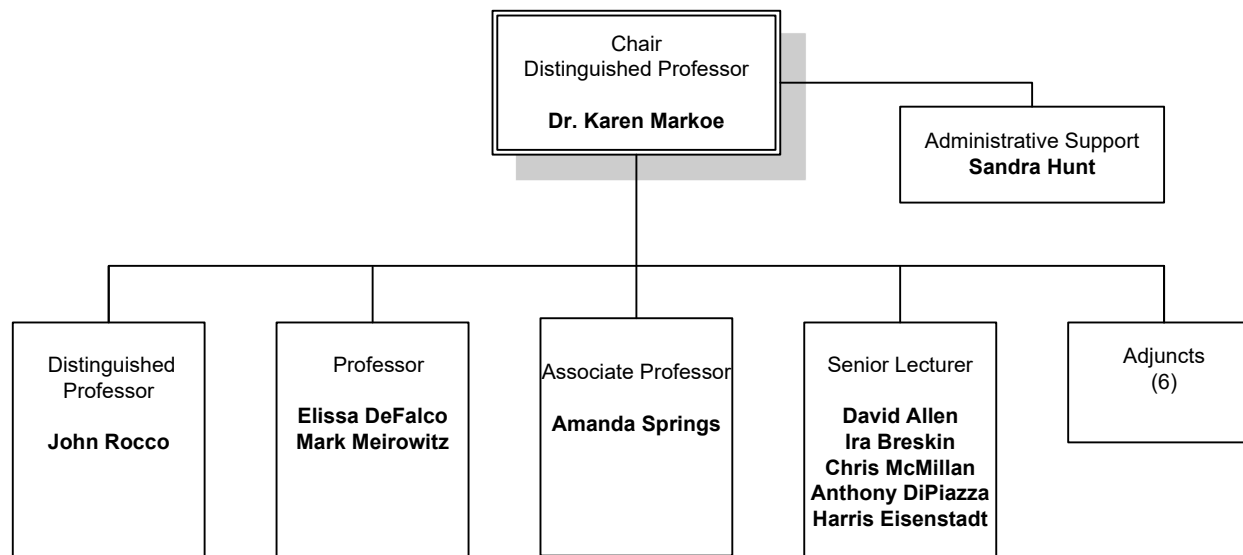 Chair
Distinguished Professor
Dr. Karen Markoe
Administrative Support
Sandra Hunt
Distinguished
Professor
John Rocco
Professor
Elissa DeFalco
Mark Meirowitz
Associate Professor
Amanda Springs
Senior Lecturer
David Allen
Ira Breskin
Chris McMillan
Anthony DiPiazza
Harris Eisenstadt
Adjuncts
(6)